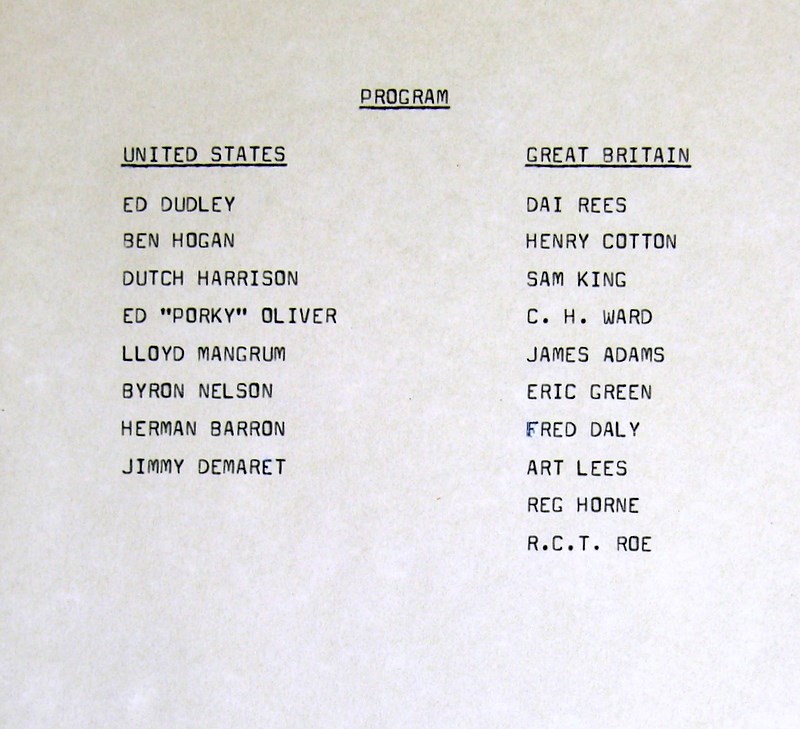 PROGRAM
UNITED STATES
ED DUDLEY
BEN HOGAN
DUTCH HARRISON
ED "PORKY" OLIVER
LLOYD MANGRUM
BYRON NELSON
HERMAN BARRON
JIMMY DEMARET
GREAT BRITAIN
DAI REES
HENRY COTTON
SAM KING
C. H. WARD
JAMES ADAMS
ERIC GREEN
FRED DALY
ART LEES
REG HORNE
R.C.T. ROE